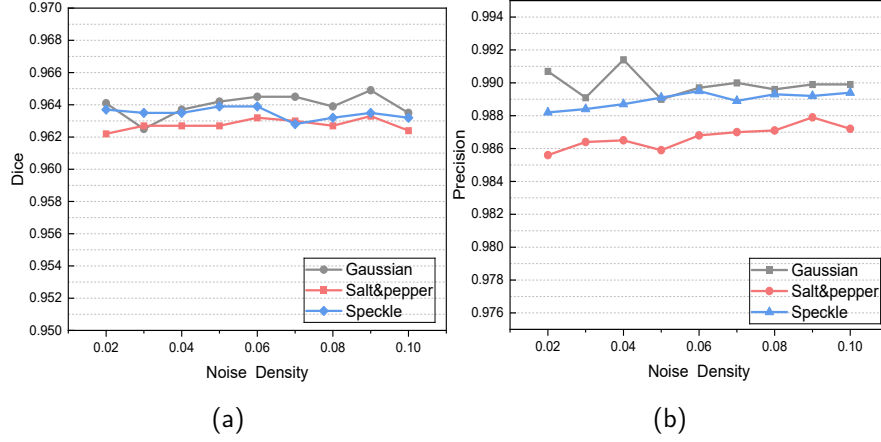 0.970
0.968
0.966
0.964
0.962
0.960
0.958
0.956
0.954
0.952
0.950
Dice
0.02
0.04
0.06
0.08
0.10
Noise Density
Gaussian
Salt&pepper
Speckle
(a)
0.994
0.992
0.990
0.988
0.986
0.984
0.982
0.980
0.978
0.976
Precision
0.02
0.04
0.06
0.08
0.10
Noise Density
Gaussian
Salt&pepper
Speckle
(b)